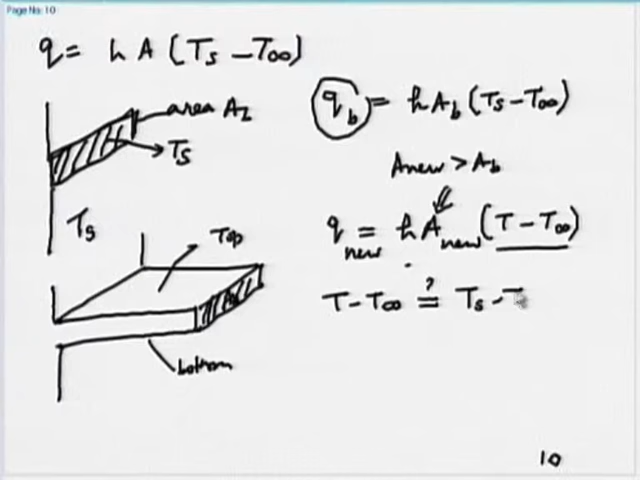 Page No: 10
q = h A (Ts - T∞)
area A2
Ts
qb = h Ab (Ts - T∞)
Anew > Ab
Ts
qnew = h Anew (T - T∞)
Top
T - T∞ ?= Ts - T
bottom
10